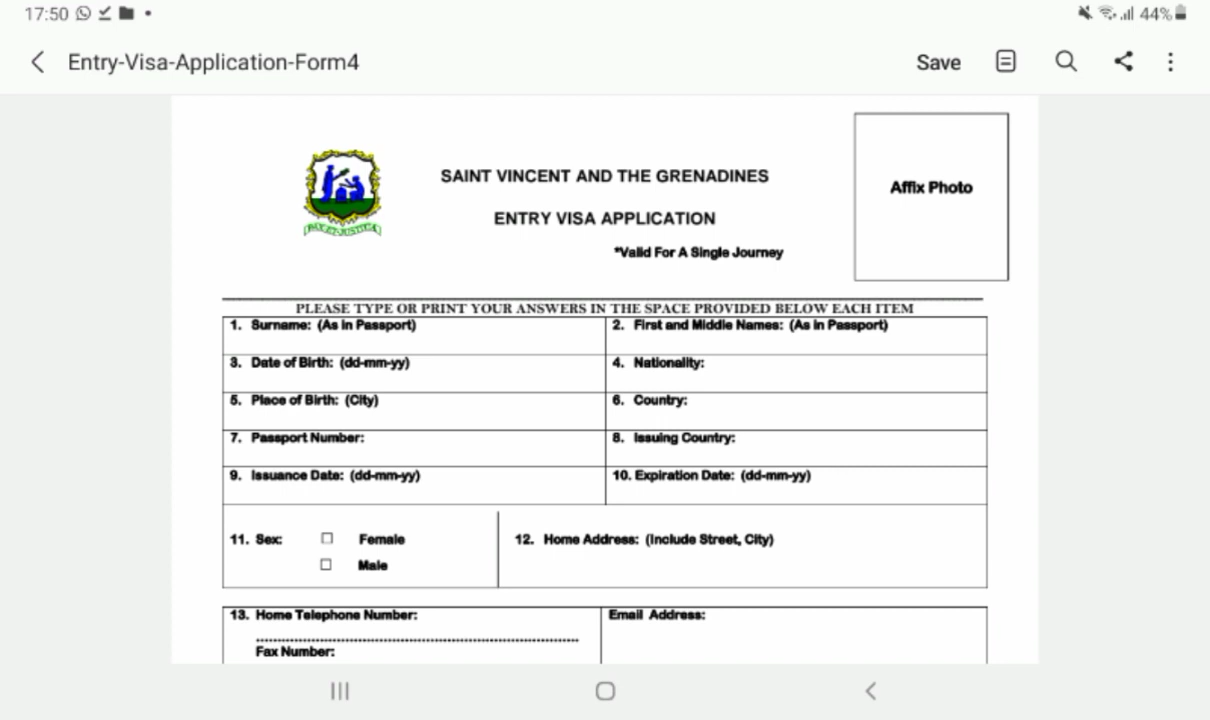 17:50 44%
Entry-Visa-Application-Form4 Save
SAINT VINCENT AND THE GRENADINES
Affix Photo
ENTRY VISA APPLICATION
*Valid For A Single Journey
PAX ET JUSTITIA
PLEASE TYPE OR PRINT YOUR ANSWERS IN THE SPACE PROVIDED BELOW EACH ITEM
1. Surname: (As in Passport) 2. First and Middle Names: (As in Passport)
3. Date of Birth: (dd-mm-yy) 4. Nationality:
5. Place of Birth: (City) 6. Country:
7. Passport Number: 8. Issuing Country:
9. Issuance Date: (dd-mm-yy) 10. Expiration Date: (dd-mm-yy)
11. Sex: ☐ Female 12. Home Address: (Include Street, City)
☐ Male
13. Home Telephone Number: Email Address:
Fax Number: